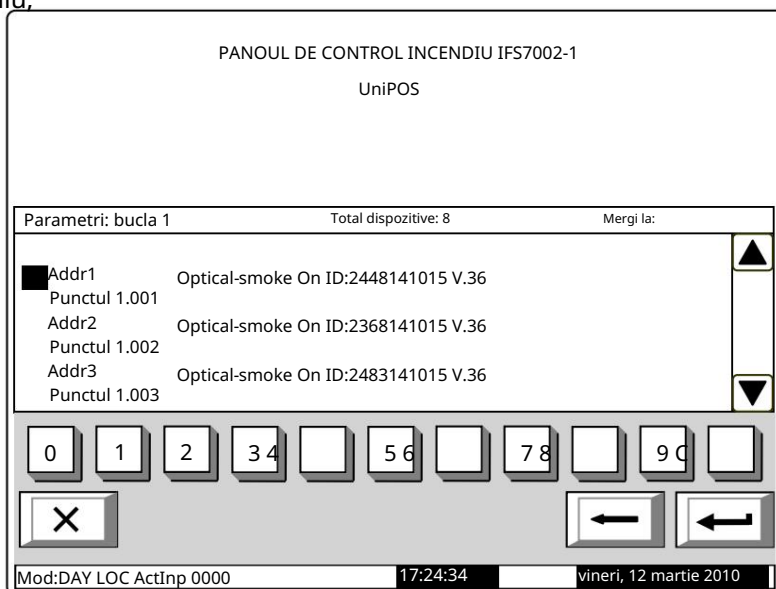 PANOUL DE CONTROL INCENDIU IFS7002-1
UniPOS
Parametri: bucla 1 Total dispozitive: 8 Mergi la:
Addr1 Optical-smoke On ID:2448141015 V.36
Punctul 1.001
Addr2 Optical-smoke On ID:2368141015 V.36
Punctul 1.002
Addr3 Optical-smoke On ID:2483141015 V.36
Punctul 1.003
0 1 2 3 4 5 6 7 8 9 C
Mod:DAY LOC ActInp 0000 17:24:34 vineri, 12 martie 2010